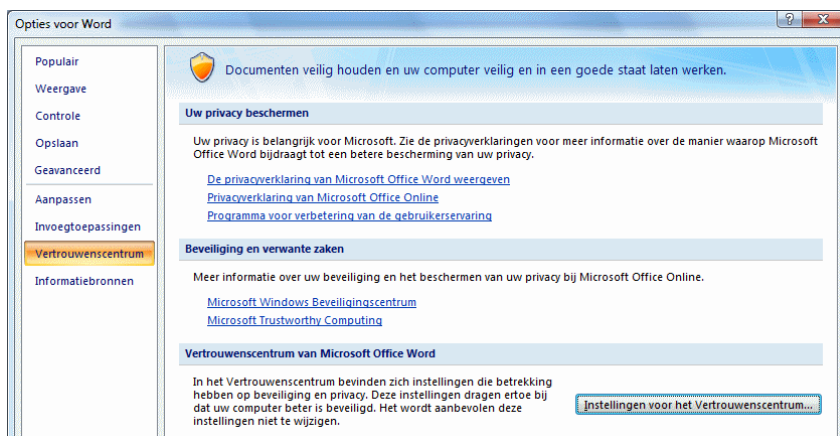 Opties voor Word
Populair
Weergave
Controle
Opslaan
Geavanceerd
Aanpassen
Invoegtoepassingen
Vertrouwenscentrum
Informatiebronnen
Documenten veilig houden en uw computer veilig en in een goede staat laten werken.
Uw privacy beschermen
Uw privacy is belangrijk voor Microsoft. Zie de privacyverklaringen voor meer informatie over de manier waarop Microsoft
Office Word bijdraagt tot een betere bescherming van uw privacy.
De privacyverklaring van Microsoft Office Word weergeven
Privacyverklaring van Microsoft Office Online
Programma voor verbetering van de gebruikerservaring
Beveiliging en verwante zaken
Meer informatie over uw beveiliging en het beschermen van uw privacy bij Microsoft Office Online.
Microsoft Windows Beveiligingscentrum
Microsoft Trustworthy Computing
Vertrouwenscentrum van Microsoft Office Word
In het Vertrouwenscentrum bevinden zich instellingen die betrekking
hebben op beveiliging en privacy. Deze instellingen dragen ertoe bij
dat uw computer beter is beveiligd. Het wordt aanbevolen deze
instellingen niet te wijzigen.
Instellingen voor het Vertrouwenscentrum...